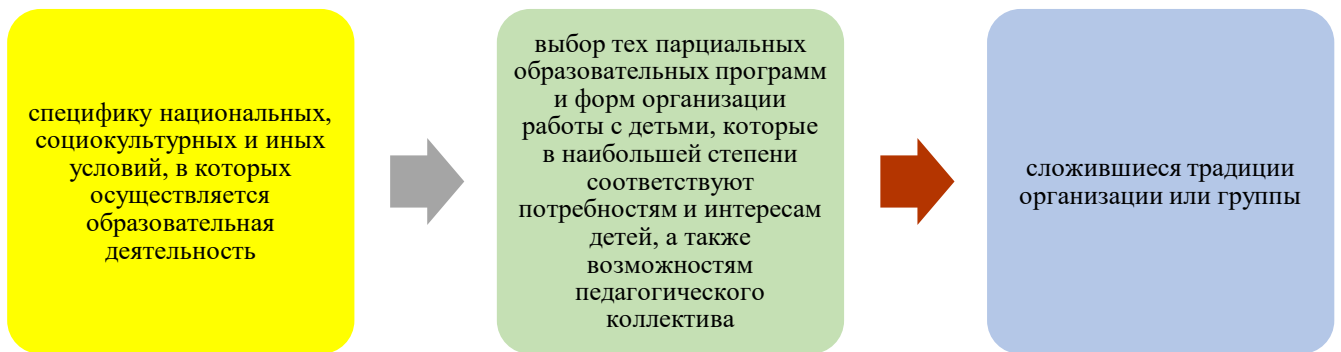 специфику национальных,
социокультурных и иных
условий, в которых
осуществляется
образовательная
деятельность
выбор тех парциальных
образовательных программ
и форм организации
работы с детьми, которые
в наибольшей степени
соответствуют
потребностям и интересам
детей, а также
возможностям
педагогического
коллектива
сложившиеся традиции
организации или группы